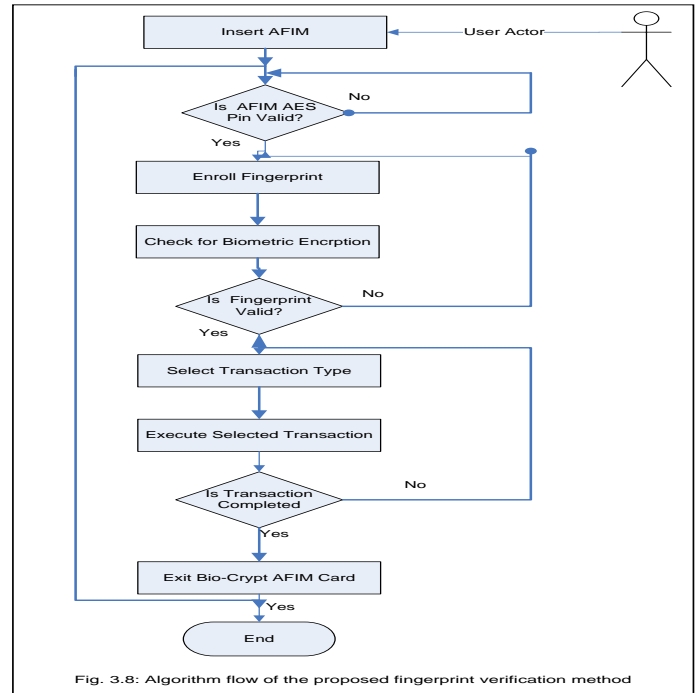 Insert AFIM
User Actor
Is AFIM AES
Pin Valid?
No
Yes
Enroll Fingerprint
Check for Biometric Encrption
Is Fingerprint
Valid?
No
Yes
Select Transaction Type
Execute Selected Transaction
Is Transaction
Completed
No
Yes
Exit Bio-Crypt AFIM Card
Yes
End
Fig. 3.8: Algorithm flow of the proposed fingerprint verification method